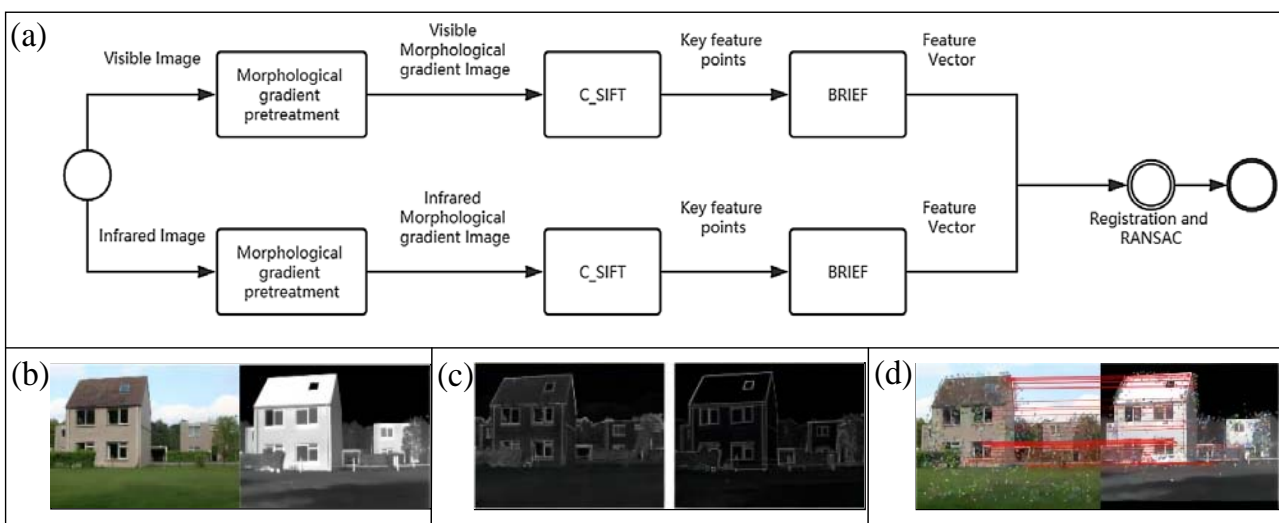 (a)
Visible Image
Morphological
gradient
pretreatment
Visible
Morphological
gradient Image
C_SIFT
Key feature
points
BRIEF
Feature
Vector
Infrared Image
Morphological
gradient
pretreatment
Infrared
Morphological
gradient Image
C_SIFT
Key feature
points
BRIEF
Feature
Vector
Registration and
RANSAC
(b)
(c)
(d)